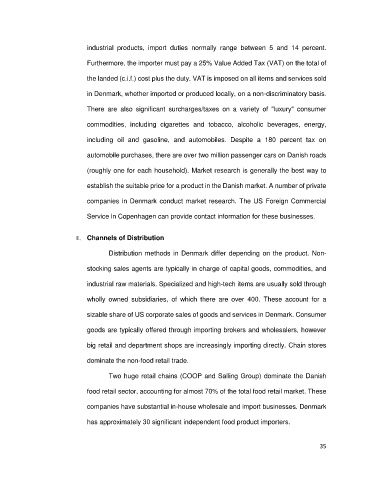 industrial products, import duties normally range between 5 and 14 percent.
Furthermore, the importer must pay a 25% Value Added Tax (VAT) on the total of
the landed (c.i.f.) cost plus the duty. VAT is imposed on all items and services sold
in Denmark, whether imported or produced locally, on a non-discriminatory basis.
There are also significant surcharges/taxes on a variety of "luxury" consumer
commodities, including cigarettes and tobacco, alcoholic beverages, energy,
including oil and gasoline, and automobiles. Despite a 180 percent tax on
automobile purchases, there are over two million passenger cars on Danish roads
(roughly one for each household). Market research is generally the best way to
establish the suitable price for a product in the Danish market. A number of private
companies in Denmark conduct market research. The US Foreign Commercial
Service in Copenhagen can provide contact information for these businesses.
E. Channels of Distribution
Distribution methods in Denmark differ depending on the product. Non-
stocking sales agents are typically in charge of capital goods, commodities, and
industrial raw materials. Specialized and high-tech items are usually sold through
wholly owned subsidiaries, of which there are over 400. These account for a
sizable share of US corporate sales of goods and services in Denmark. Consumer
goods are typically offered through importing brokers and wholesalers, however
big retail and department shops are increasingly importing directly. Chain stores
dominate the non-food retail trade.
Two huge retail chains (COOP and Salling Group) dominate the Danish
food retail sector, accounting for almost 70% of the total food retail market. These
companies have substantial in-house wholesale and import businesses. Denmark
has approximately 30 significant independent food product importers.
35